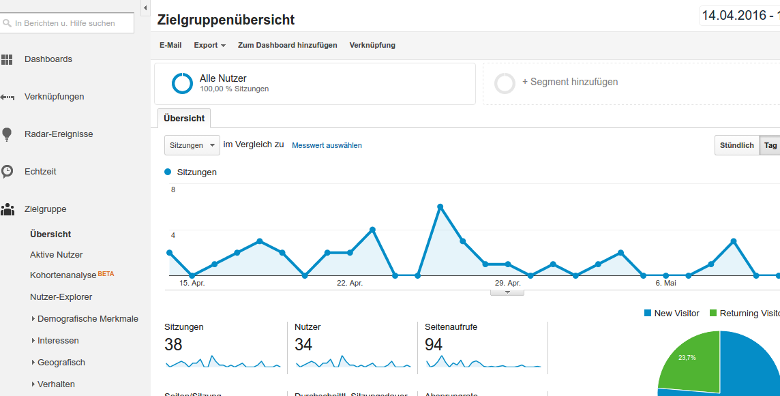 In Berichten u. Hilfe suchen
Dashboards
Verknüpfungen
Radar-Ereignisse
Echtzeit
Zielgruppe
Übersicht
Aktive Nutzer
Kohortenanalyse BETA
Nutzer-Explorer
Demografische Merkmale
Interessen
Geografisch
Verhalten
Zielgruppenübersicht
14.04.2016 -
E-Mail Export Zum Dashboard hinzufügen Verknüpfung
Alle Nutzer
100,00 % Sitzungen
+ Segment hinzufügen
Übersicht
Sitzungen im Vergleich zu Messwert auswählen
Stündlich Tag
Sitzungen
8
4
15. Apr. 22. Apr. 29. Apr. 6. Mai
Sitzungen
38
Nutzer
34
Seitenaufrufe
94
New Visitor Returning Visito
23,7%
Seiten/Sitzung Durchschnittl. Sitzungsdauer Absprungrate